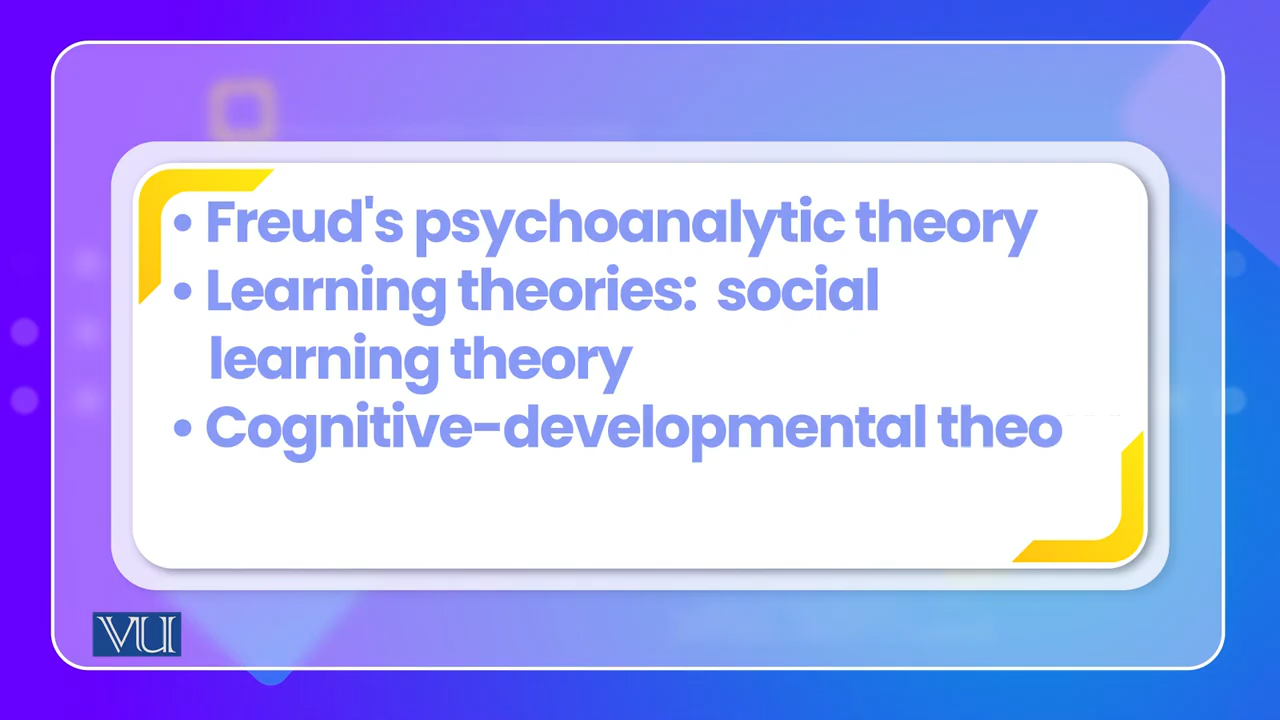 • Freud's psychoanalytic theory
• Learning theories: social
learning theory
• Cognitive-developmental theo
VU